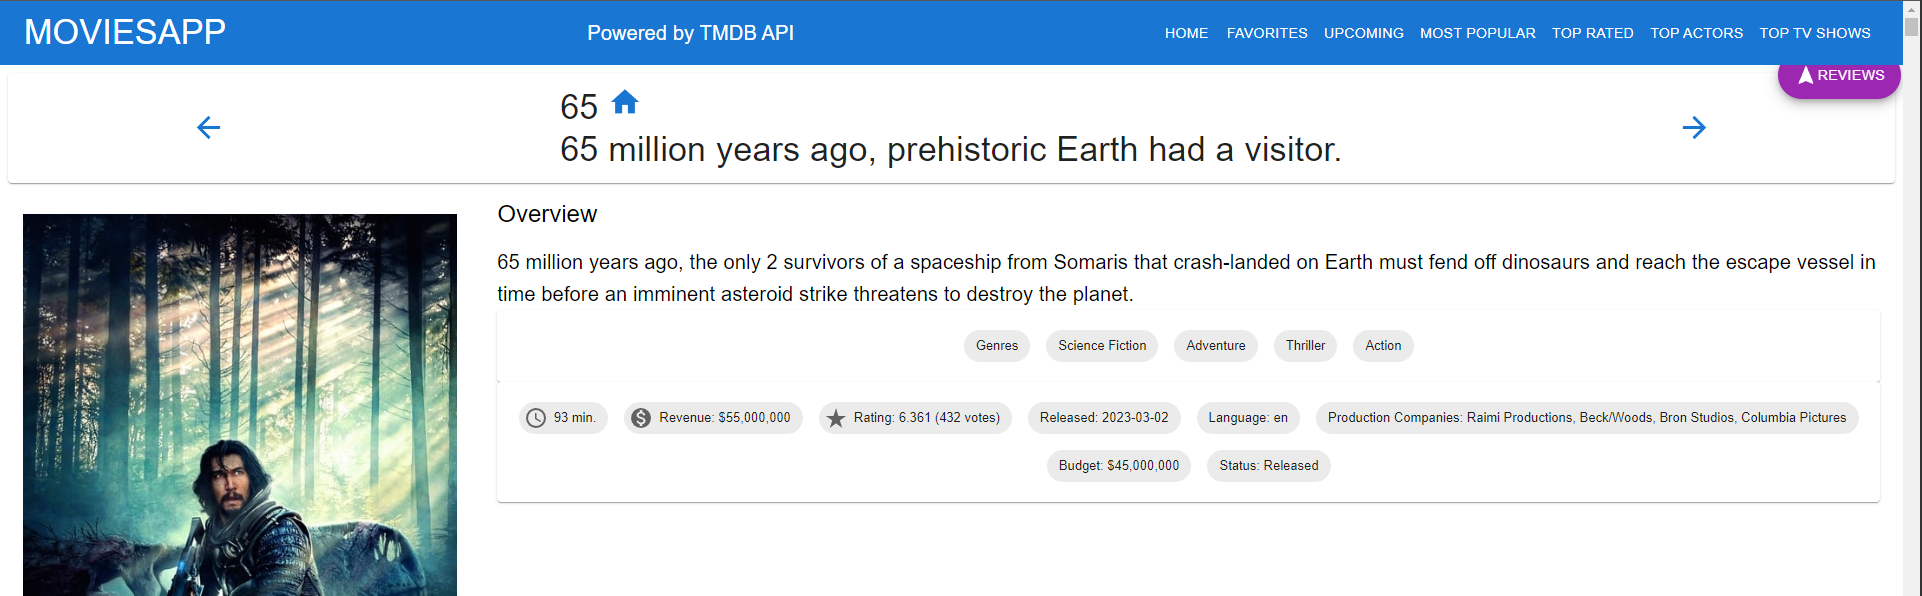 MOVIESAPP
Powered by TMDB API
HOME FAVORITES UPCOMING MOST POPULAR TOP RATED TOP ACTORS TOP TV SHOWS
REVIEWS
65
65 million years ago, prehistoric Earth had a visitor.
Overview
65 million years ago, the only 2 survivors of a spaceship from Somaris that crash-landed on Earth must fend off dinosaurs and reach the escape vessel in
time before an imminent asteroid strike threatens to destroy the planet.
Genres Science Fiction Adventure Thriller Action
93 min. Revenue: $55,000,000 Rating: 6.361 (432 votes) Released: 2023-03-02 Language: en Production Companies: Raimi Productions, Beck/Woods, Bron Studios, Columbia Pictures
Budget: $45,000,000 Status: Released